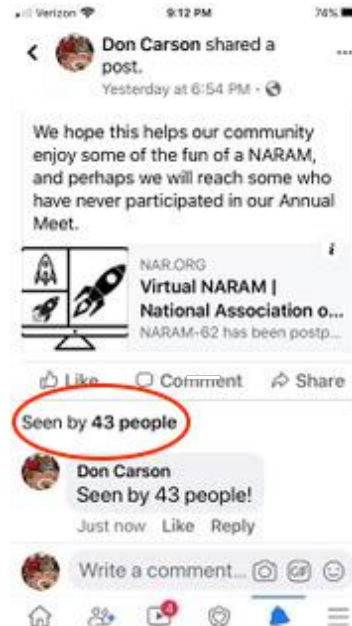 Verizon 9:12 PM 76%
Don Carson shared a
post.
Yesterday at 6:54 PM ·
We hope this helps our community
enjoy some of the fun of a NARAM,
and perhaps we will reach some who
have never participated in our Annual
Meet.
i
NAR.ORG
Virtual NARAM |
National Association o...
NARAM-62 has been postp...
Like Comment Share
Seen by 43 people
Don Carson
Seen by 43 people!
Just now Like Reply
Write a comment... GIF
4